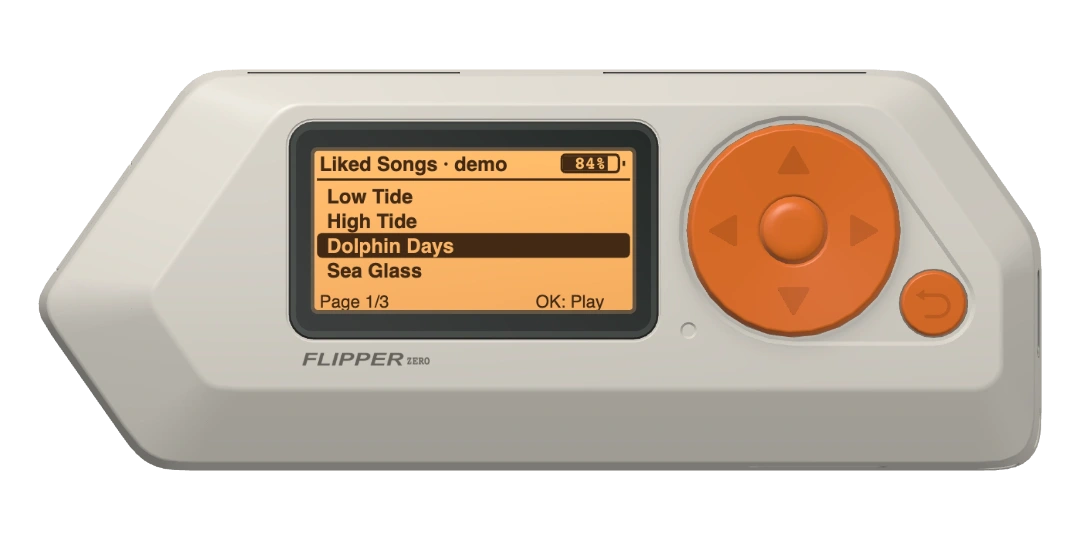 Liked Songs · demo 84%
Low Tide
High Tide
Dolphin Days
Sea Glass
Page 1/3 OK: Play
FLIPPER ZERO